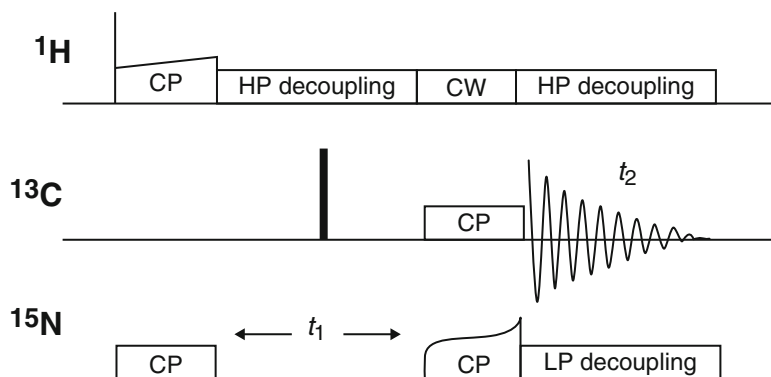 ¹H
CP HP decoupling CW HP decoupling
¹³C
t₂
CP
¹⁵N
t₁
CP CP LP decoupling